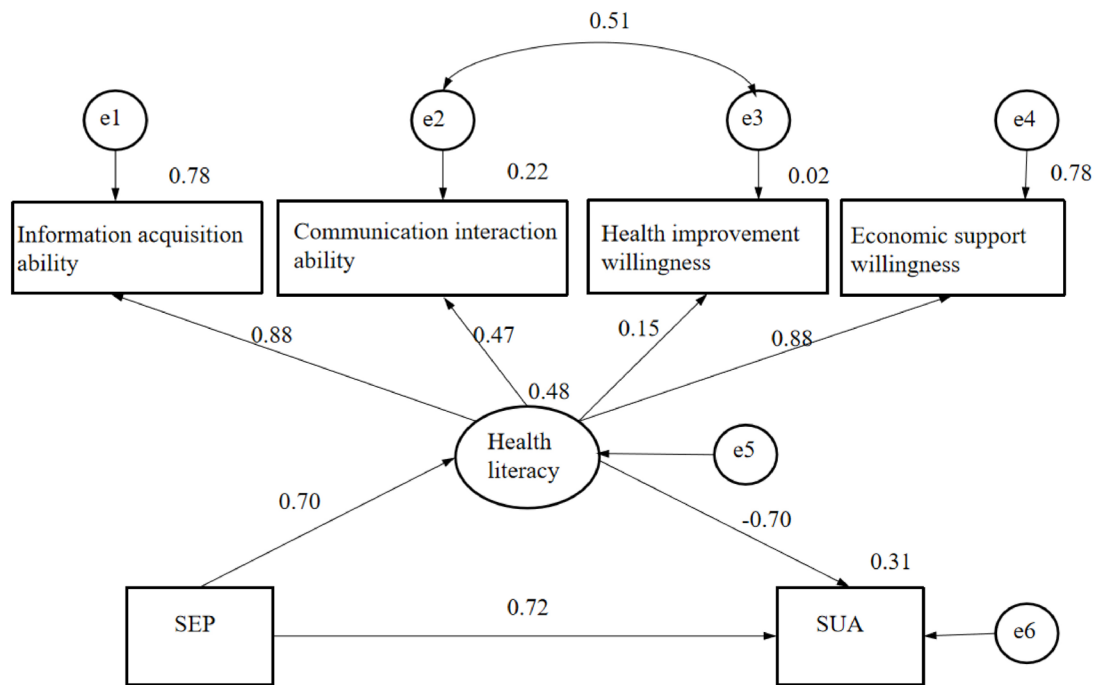 0.51
e1
e2
e3
e4
0.78
0.22
0.02
0.78
Information acquisition
ability
Communication interaction
ability
Health improvement
willingness
Economic support
willingness
0.88
0.47
0.15
0.88
0.48
Health
literacy
e5
0.70
-0.70
0.31
SEP
0.72
SUA
e6